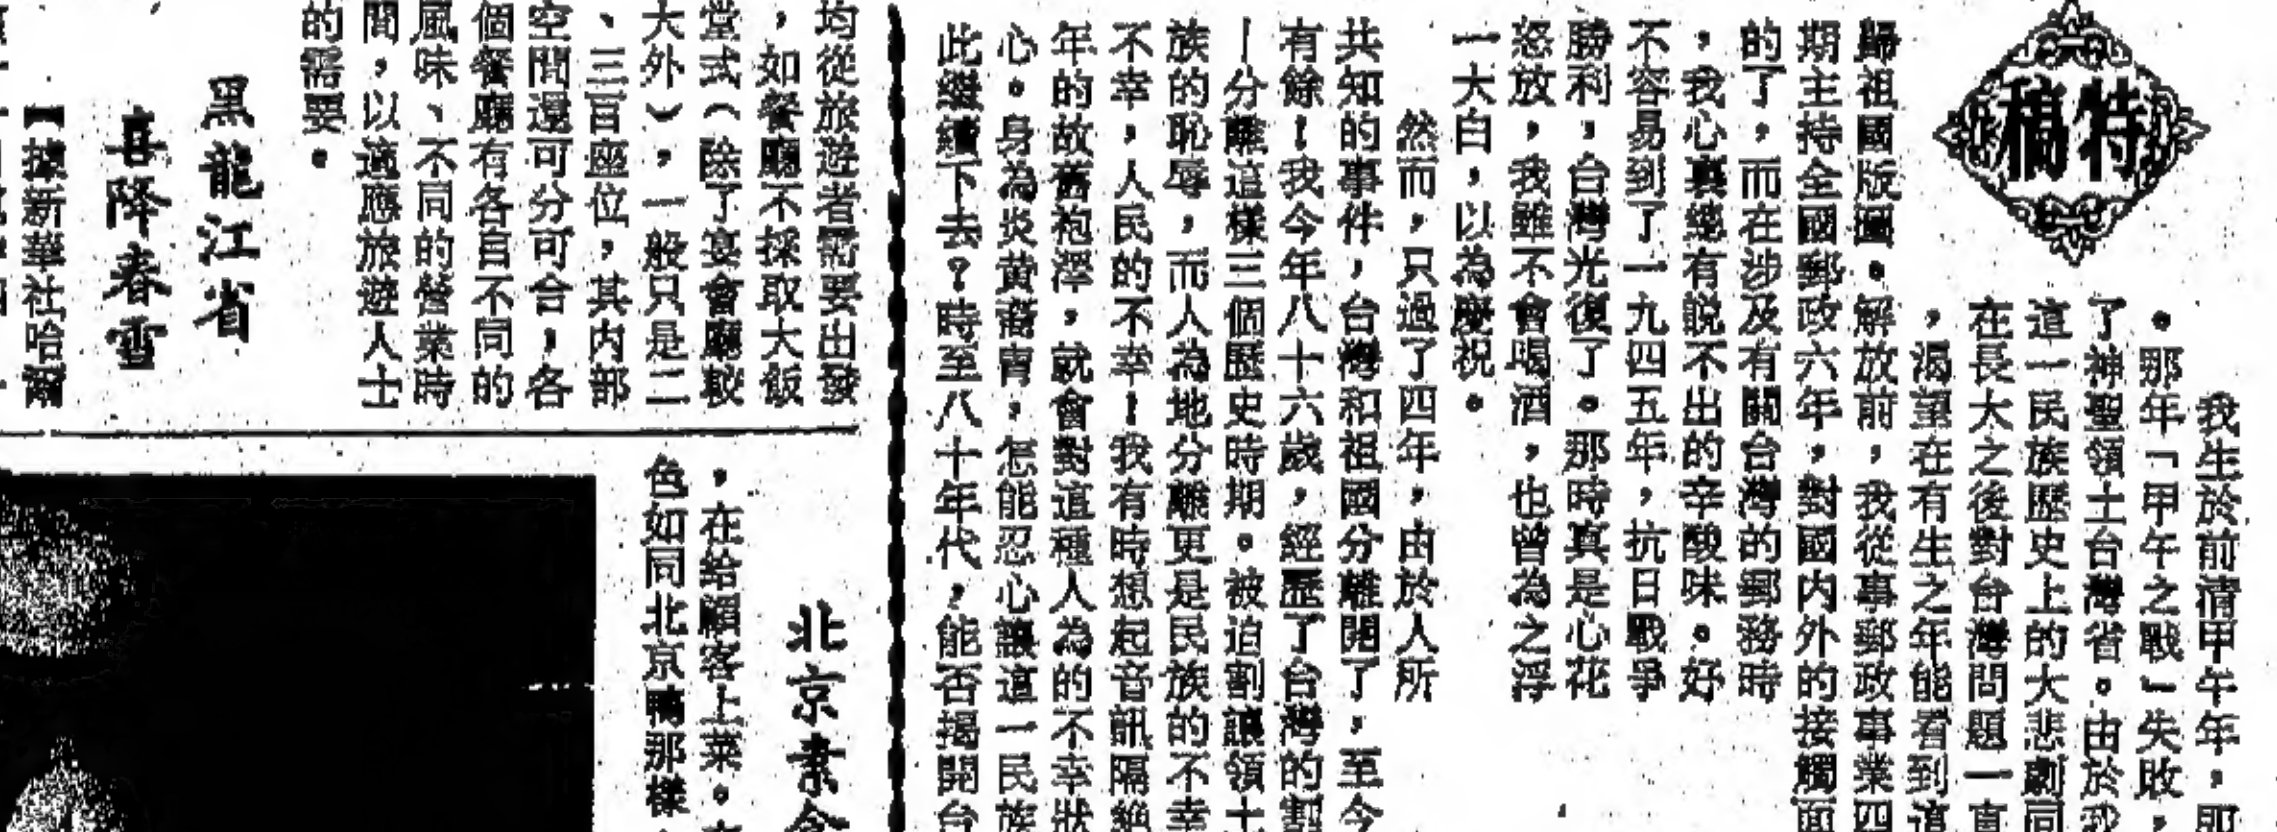 特稿
我生於前清甲午年，即
。那年「甲午之戰」失敗，
了神聖領土台灣省。由於我
這一民族歷史上的大悲劇同
在長大之後對台灣問題一直
，渴望在有生之年能看到這
歸祖國版圖。解放前，我從事郵政事業四
期主持全國郵政六年，對國內外的接觸面
的了，而在涉及有關台灣的郵務時
，我心裏總有說不出的辛酸味。好
不容易到了一九四五年，抗日戰爭
勝利，台灣光復了。那時真是心花
怒放，我雖不會喝酒，也曾為之浮
一大白，以為慶祝。
然而，只過了四年，由於人所
共知的事件，台灣和祖國分離開了，至今
有餘！我今年八十六歲，經歷了台灣的割
—分離這樣三個歷史時期。被迫割讓領土
族的恥辱，而人為地分離更是民族的不幸
不幸，人民的不幸！我有時想起音訊隔絕
年的故舊袍澤，就會對這種人為的不幸狀
心。身為炎黄裔冑，怎能忍心讓這一民族
此繼續下去？時至八十年代，能否揭開台
均從旅遊者需要出發
，如餐廳不採取大飯
堂式（除了宴會廳較
大外），一般只是二
、三百座位，其內部
空間還可分可合，各
個餐廳有各自不同的
風味、不同的營業時
間，以適應旅遊人士
的需要。
黑龍江省
喜降春雪
【據新華社哈爾
北京素食
，在給顧客上菜。
色如同北京鴨那樣